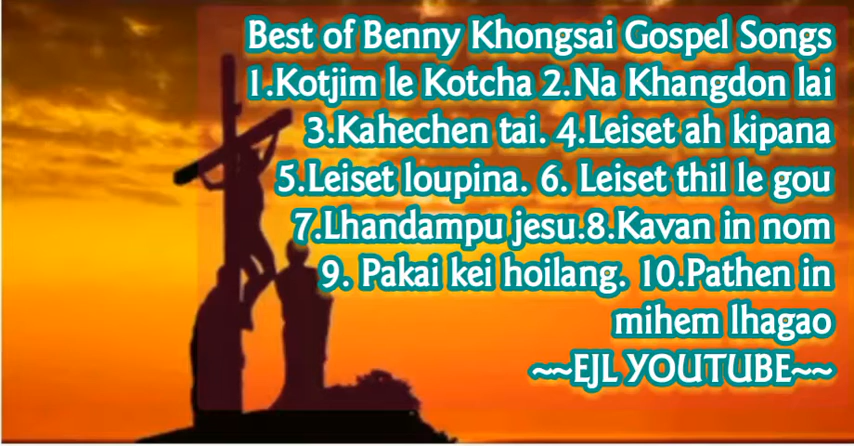 Best of Benny Khongsai Gospel Songs
1.Kotjim le Kotcha 2.Na Khangdon lai
3.Kahechen tai. 4.Leiset ah kipana
5.Leiset loupina. 6. Leiset thil le gou
7.Lhandampu jesu.8.Kavan in nom
9. Pakai kei hoilang. 10.Pathen in
mihem lhagao
~~EJL YOUTUBE~~